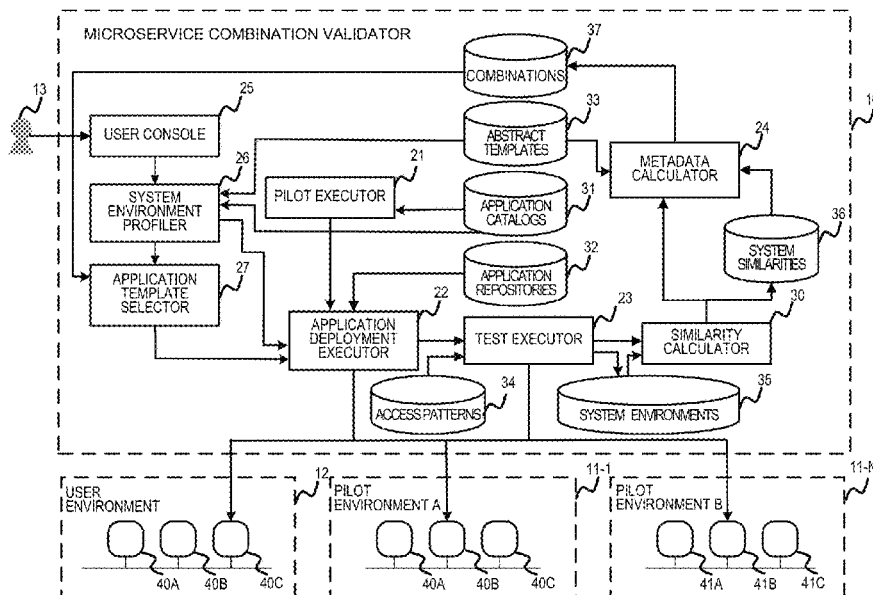 MICROSERVICE COMBINATION VALIDATOR
37
COMBINATIONS
13
25
USER CONSOLE
33
ABSTRACT
TEMPLATES
24
METADADA
CALCULATOR
26
SYSTEM
ENVIRONMENT
PROFILER
21
PILOT EXECUTOR
31
APPLICATION
CATALOGS
36
SYSTEM
SIMILARITIES
27
APPLICATION
TEMPLATE
SELECTOR
32
APPLICATION
REPOSITORIES
22
APPLICATION
DEPLOYMENT
EXECUTOR
23
TEST EXECUTOR
30
SIMILARITY
CALCULATOR
34
ACCESS PATTERNS
35
SYSTEM ENVIRONMENTS
12
USER
ENVIRONMENT
40A
40B
40C
11-1
PILOT
ENVIRONMENT A
40A
40B
40C
PILOT
ENVIRONMENT B
41A
41B
41C